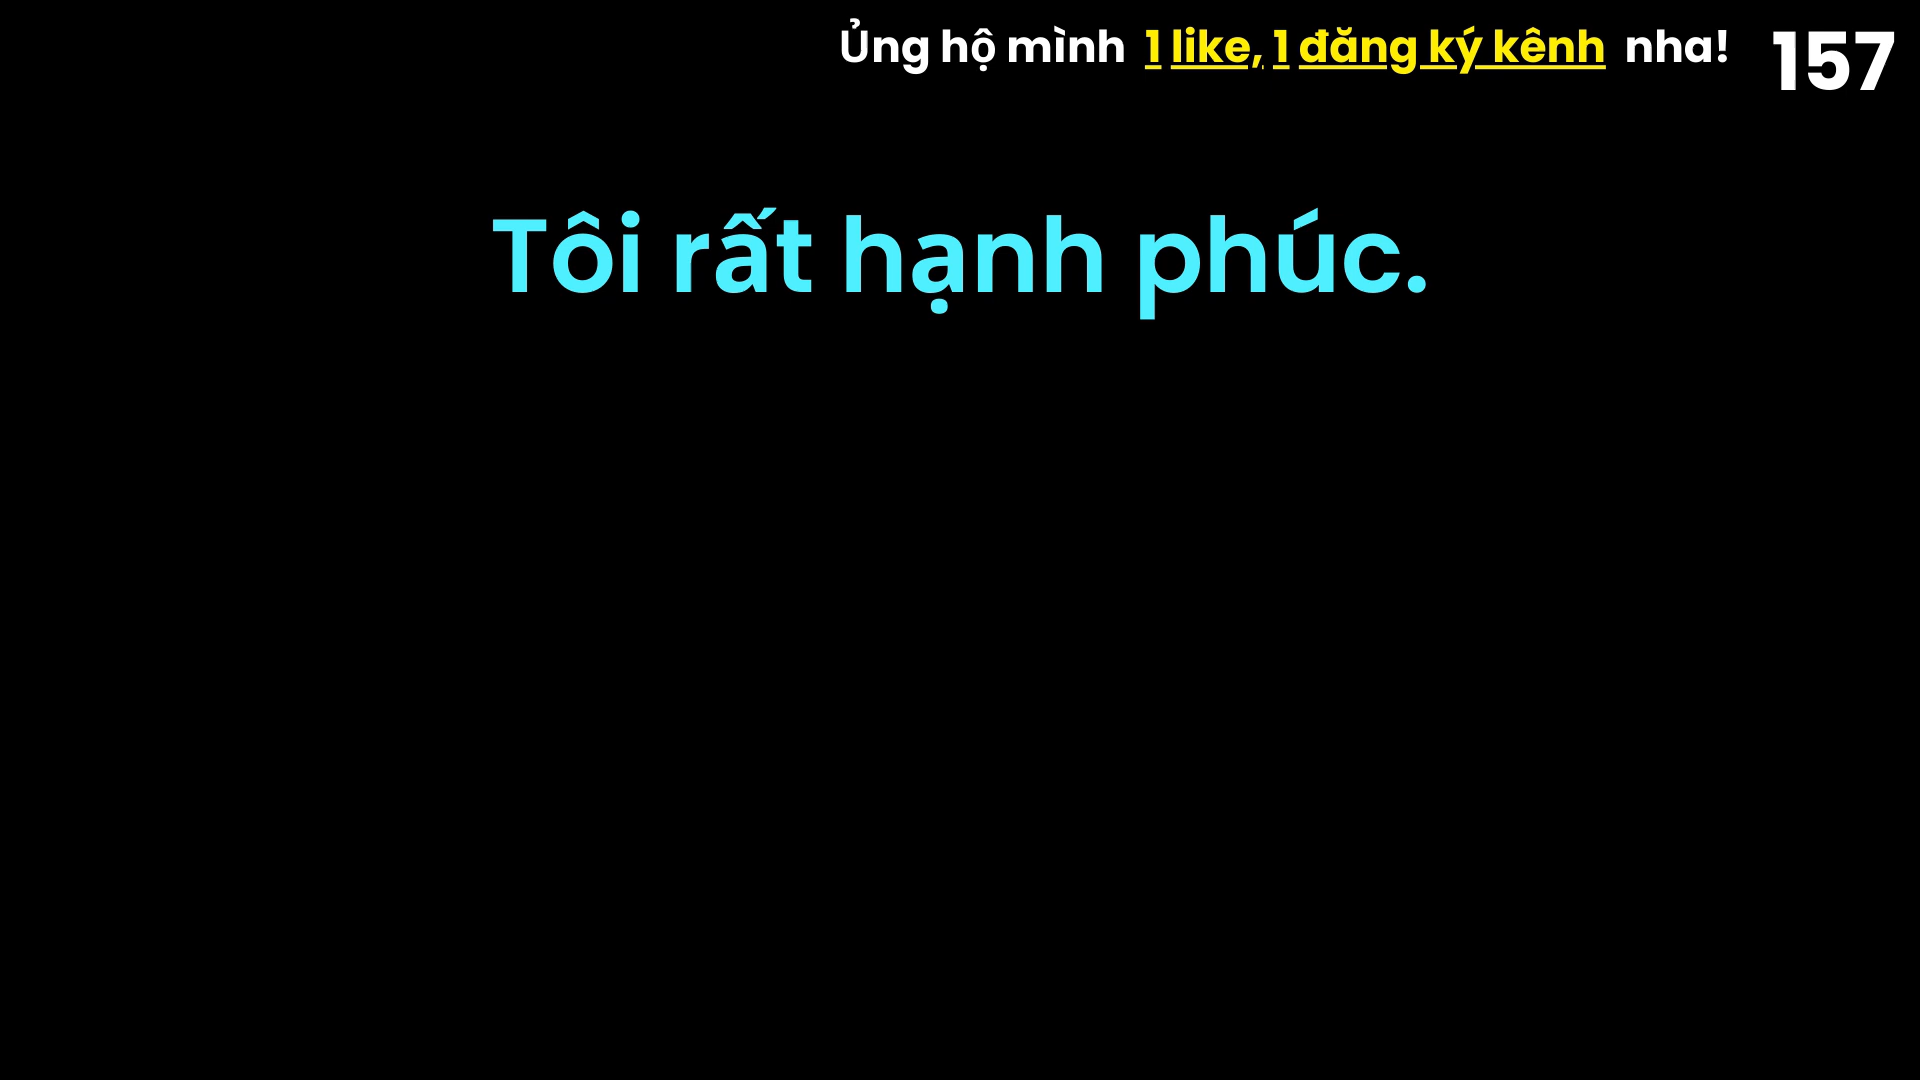 Ủng hộ mình 1 like, 1 đăng ký kênh nha! 157
Tôi rất hạnh phúc.